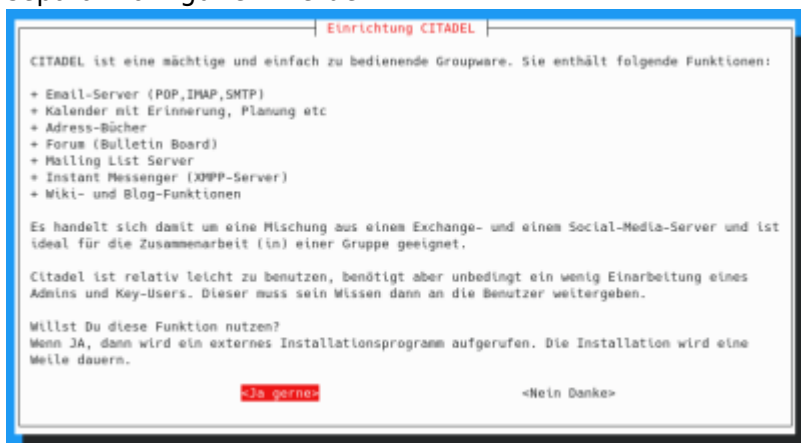 Einrichtung CITADEL
CITADEL ist eine mächtige und einfach zu bedienende Groupware. Sie enthält folgende Funktionen:
+ Email-Server (POP,IMAP,SMTP)
+ Kalender mit Erinnerung, Planung etc
+ Adress-Bücher
+ Forum (Bulletin Board)
+ Mailing List Server
+ Instant Messenger (XMPP-Server)
+ Wiki- und Blog-Funktionen
Es handelt sich damit um eine Mischung aus einem Exchange- und einem Social-Media-Server und ist
ideal für die Zusammenarbeit (in) einer Gruppe geeignet.
Citadel ist relativ leicht zu benutzen, benötigt aber unbedingt ein wenig Einarbeitung eines
Admins und Key-Users. Dieser muss sein Wissen dann an die Benutzer weitergeben.
Willst Du diese Funktion nutzen?
Wenn JA, dann wird ein externes Installationsprogramm aufgerufen. Die Installation wird eine
Weile dauern.
<Ja gerne> <Nein Danke>